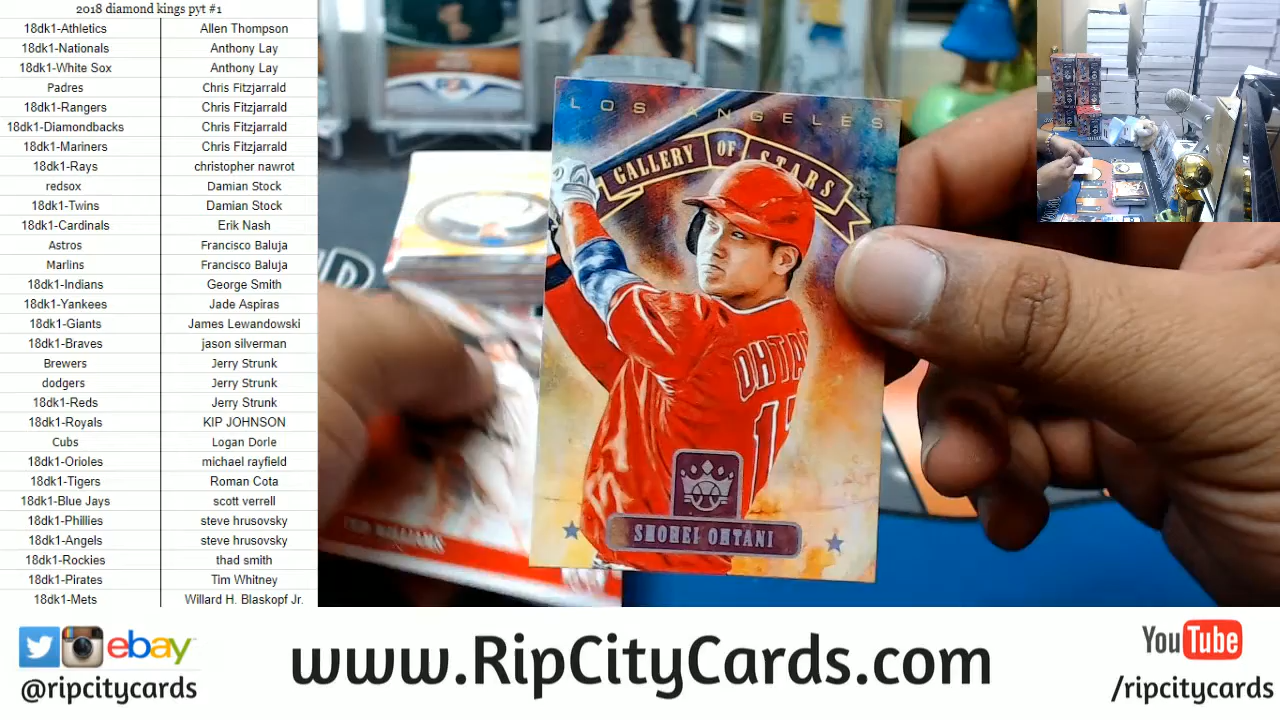 2018 diamond kings pyt #1
18dk1-Athletics Allen Thompson
18dk1-Nationals Anthony Lay
18dk1-White Sox Anthony Lay
Padres Chris Fitzjarrald
18dk1-Rangers Chris Fitzjarrald
18dk1-Diamondbacks Chris Fitzjarrald
18dk1-Mariners Chris Fitzjarrald
18dk1-Rays christopher nawrot
redsox Damian Stock
18dk1-Twins Damian Stock
18dk1-Cardinals Erik Nash
Astros Francisco Baluja
Marlins Francisco Baluja
18dk1-Indians George Smith
18dk1-Yankees Jade Aspiras
18dk1-Giants James Lewandowski
18dk1-Braves jason silverman
Brewers Jerry Strunk
dodgers Jerry Strunk
18dk1-Reds Jerry Strunk
18dk1-Royals KIP JOHNSON
Cubs Logan Dorle
18dk1-Orioles michael rayfield
18dk1-Tigers Roman Cota
18dk1-Blue Jays scott verrell
18dk1-Phillies steve hrusovsky
18dk1-Angels steve hrusovsky
18dk1-Rockies thad smith
18dk1-Pirates Tim Whitney
18dk1-Mets Willard H. Blaskopf Jr.
LOS ANGELES
GALLERY OF STARS
OHTA
SHOHEI OHTANI
WILLIAMS
ebay
@ripcitycards
www.RipCityCards.com
YouTube
/ripcitycards